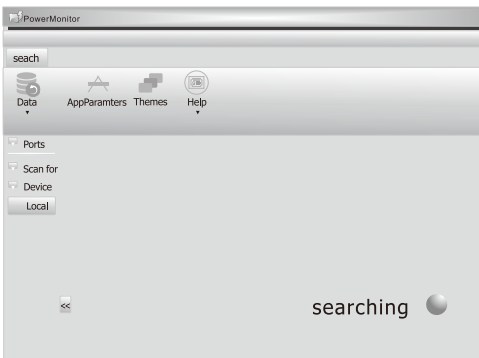 PowerMonitor
seach
Data
AppParamters
Themes
Help
Ports
Scan for
Device
Local
<<
searching